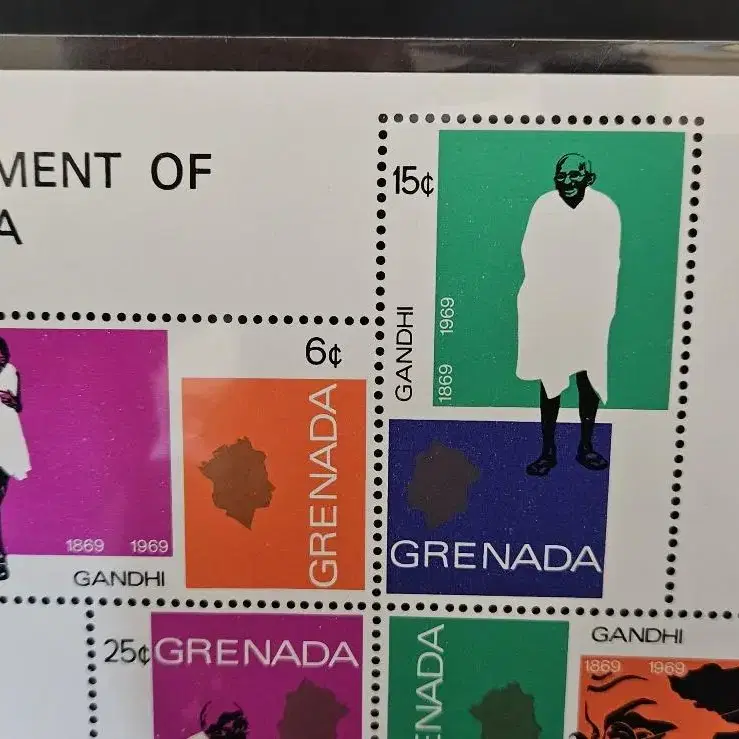 MENT OF
A
15¢
GANDHI
1869 1969
GRENADA
6¢
GRENADA
1869 1969
GANDHI
25¢
GRENADA
GANDHI
1869 1969
ENADA